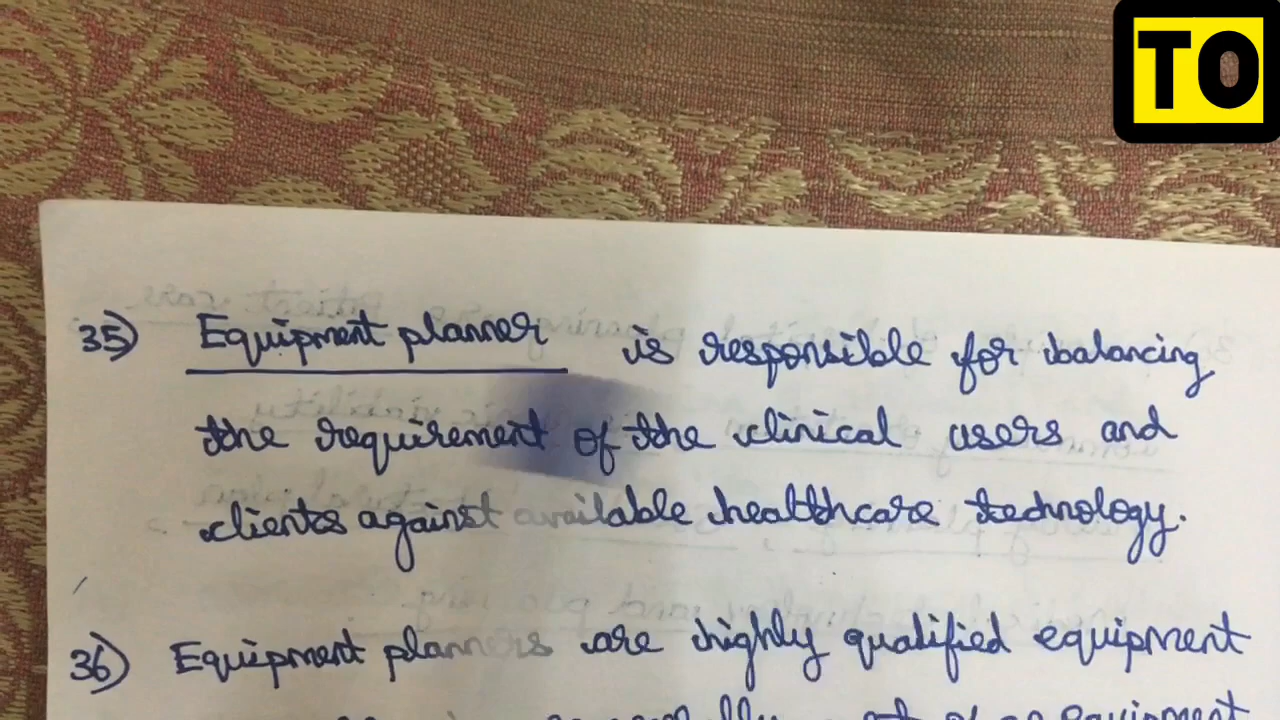 TO
35) Equipment planner is responsible for balancing
the requirement of the clinical users and
clients against available healthcare technology.
36) Equipment planners are highly qualified equipment